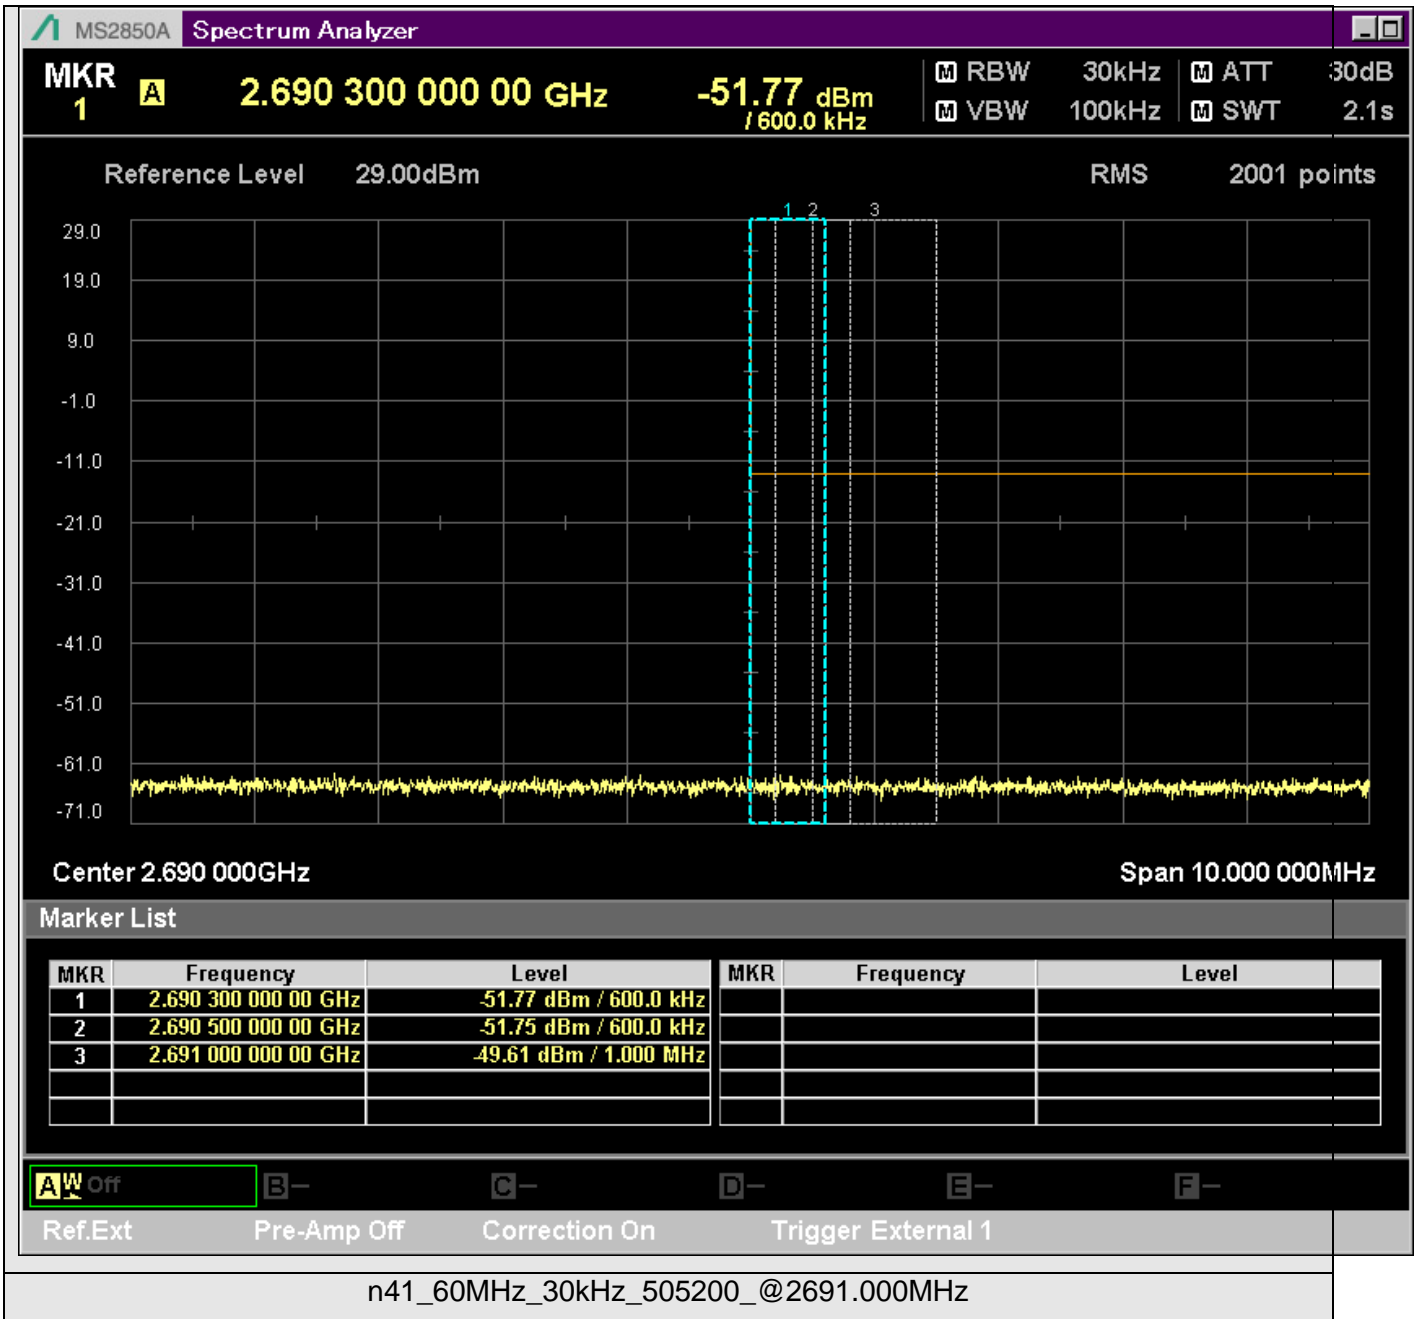 MS2850A Spectrum Analyzer
MKR 1 A 2.690 300 000 00 GHz -51.77 dBm / 600.0 kHz
M RBW 30kHz M ATT 30dB
M VBW 100kHz M SWT 2.1s
Reference Level 29.00dBm RMS 2001 points
1 2 3
29.0
19.0
9.0
-1.0
-11.0
-21.0
-31.0
-41.0
-51.0
-61.0
-71.0
Center 2.690 000GHz Span 10.000 000MHz
Marker List
MKR Frequency Level MKR Frequency Level
1 2.690 300 000 00 GHz -51.77 dBm / 600.0 kHz
2 2.690 500 000 00 GHz -51.75 dBm / 600.0 kHz
3 2.691 000 000 00 GHz -49.61 dBm / 1.000 MHz
A W Off B- C- D- E- F-
Ref.Ext Pre-Amp Off Correction On Trigger External 1
n41_60MHz_30kHz_505200_@2691.000MHz